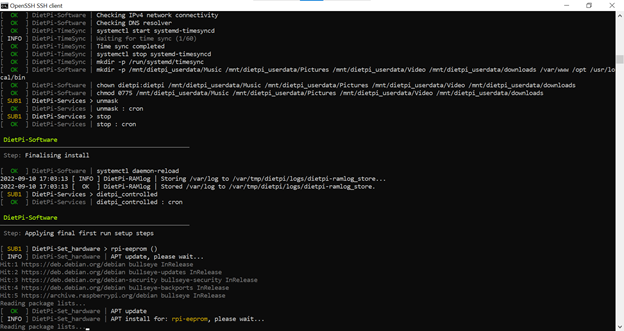 OpenSSH SSH client
[  OK  ] DietPi-Software | Checking IPv4 network connectivity
[  OK  ] DietPi-Software | Checking DNS resolver
[  OK  ] DietPi-TimeSync | systemctl start systemd-timesyncd
[ INFO ] DietPi-TimeSync | Waiting for time sync (1/60)
[  OK  ] DietPi-TimeSync | Time sync completed
[  OK  ] DietPi-TimeSync | systemctl stop systemd-timesyncd
[  OK  ] DietPi-TimeSync | mkdir -p /run/systemd/timesync
[  OK  ] DietPi-Software | mkdir -p /mnt/dietpi_userdata/Music /mnt/dietpi_userdata/Pictures /mnt/dietpi_userdata/Video /mnt/dietpi_userdata/downloads /var/www /opt /usr/lo
cal/bin
[  OK  ] DietPi-Software | chown dietpi:dietpi /mnt/dietpi_userdata/Music /mnt/dietpi_userdata/Pictures /mnt/dietpi_userdata/Video /mnt/dietpi_userdata/downloads
[  OK  ] DietPi-Software | chmod 0775 /mnt/dietpi_userdata/Music /mnt/dietpi_userdata/Pictures /mnt/dietpi_userdata/Video /mnt/dietpi_userdata/downloads
[ SUB1 ] DietPi-Services > unmask
[  OK  ] DietPi-Services | unmask : cron
[ SUB1 ] DietPi-Services > stop
[  OK  ] DietPi-Services | stop : cron
DietPi-Software
Step: Finalising install
[  OK  ] DietPi-Software | systemctl daemon-reload
2022-09-10 17:03:13 [ INFO ] DietPi-RAMlog | Storing /var/log to /var/tmp/dietpi/logs/dietpi-ramlog_store...
2022-09-10 17:03:13 [  OK  ] DietPi-RAMlog | Stored /var/log to /var/tmp/dietpi/logs/dietpi-ramlog_store.
[ SUB1 ] DietPi-Services > dietpi_controlled
[  OK  ] DietPi-Services | dietpi_controlled : cron
DietPi-Software
Step: Applying final first run setup steps
[ SUB1 ] DietPi-Set_hardware > rpi-eeprom ()
[ INFO ] DietPi-Set_hardware | APT update, please wait...
Hit:1 https://deb.debian.org/debian bullseye InRelease
Hit:2 https://deb.debian.org/debian bullseye-updates InRelease
Hit:3 https://deb.debian.org/debian-security bullseye-security InRelease
Hit:4 https://deb.debian.org/debian bullseye-backports InRelease
Hit:5 https://archive.raspberrypi.org/debian bullseye InRelease
Reading package lists...
[  OK  ] DietPi-Set_hardware | APT update
[ INFO ] DietPi-Set_hardware | APT install for: rpi-eeprom, please wait...
Reading package lists...